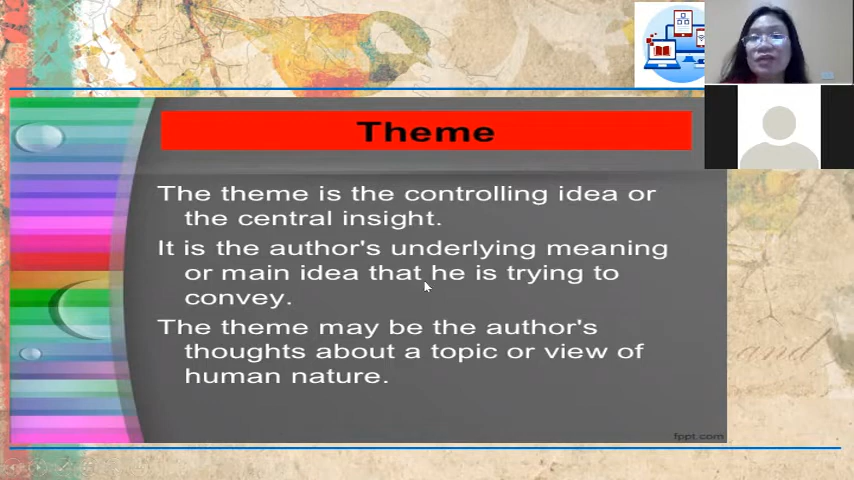 Theme
The theme is the controlling idea or
the central insight.
It is the author's underlying meaning
or main idea that he is trying to
convey.
The theme may be the author's
thoughts about a topic or view of
human nature.
and
fppt.com